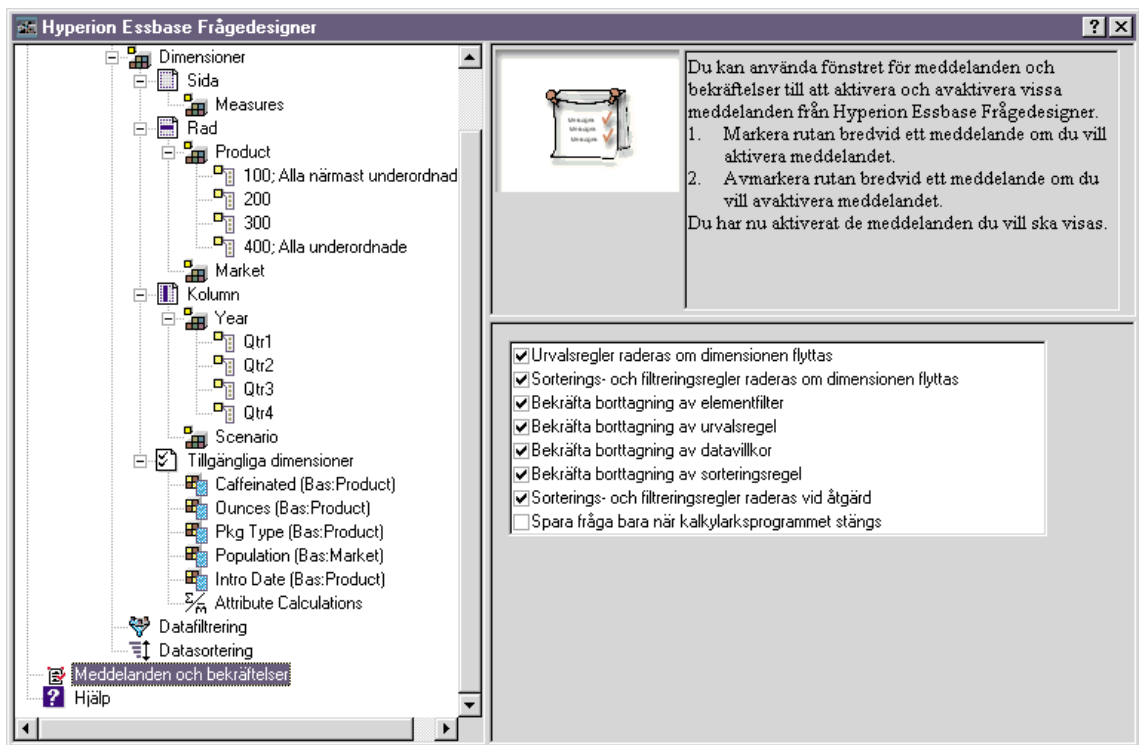 Hyperion Essbase Frågedesigner
Dimensioner
Sida
Measures
Rad
Product
100; Alla närmast underordnad
200
300
400; Alla underordnade
Market
Kolumn
Year
Qtr1
Qtr2
Qtr3
Qtr4
Scenario
Tillgängliga dimensioner
Caffeinated (Bas:Product)
Ounces (Bas:Product)
Pkg Type (Bas:Product)
Population (Bas:Market)
Intro Date (Bas:Product)
Attribute Calculations
Datafiltrering
Datasortering
Meddelanden och bekräftelser
Hjälp
Du kan använda fönstret för meddelanden och
bekräftelser till att aktivera och avaktivera vissa
meddelanden från Hyperion Essbase Frågedesigner.
1. Markera rutan bredvid ett meddelande om du vill
aktivera meddelandet.
2. Avmarkera rutan bredvid ett meddelande om du
vill avaktivera meddelandet.
Du har nu aktiverat de meddelanden du vill ska visas.
Urvalsregler raderas om dimensionen flyttas
Sorterings- och filtreringsregler raderas om dimensionen flyttas
Bekräfta borttagning av elementfilter
Bekräfta borttagning av urvalsregel
Bekräfta borttagning av datavillkor
Bekräfta borttagning av sorteringsregel
Sorterings- och filtreringsregler raderas vid åtgärd
Spara fråga bara när kalkylarksprogrammet stängs